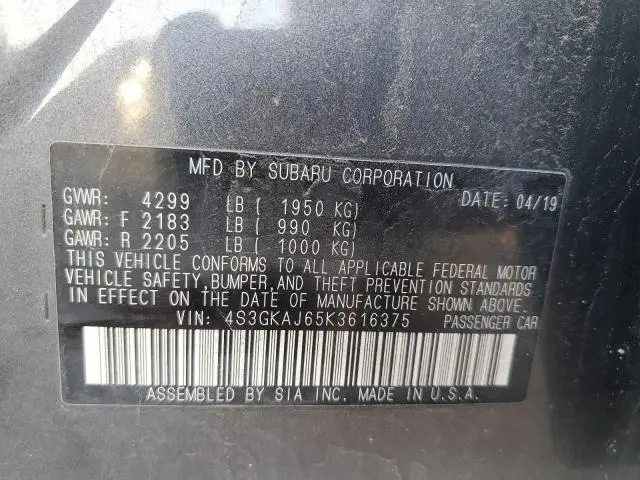 MFD BY SUBARU CORPORATION
GVWR: 4299 LB ( 1950 KG) DATE: 04/19
GAWR: F 2183 LB ( 990 KG)
GAWR: R 2205 LB ( 1000 KG)
THIS VEHICLE CONFORMS TO ALL APPLICABLE FEDERAL MOTOR
VEHICLE SAFETY, BUMPER, AND THEFT PREVENTION STANDARDS
IN EFFECT ON THE DATE OF MANUFACTURE SHOWN ABOVE.
VIN: 4S3GKAJ65K3616375 PASSENGER CAR
ASSEMBLED BY SIA INC. MADE IN U.S.A.